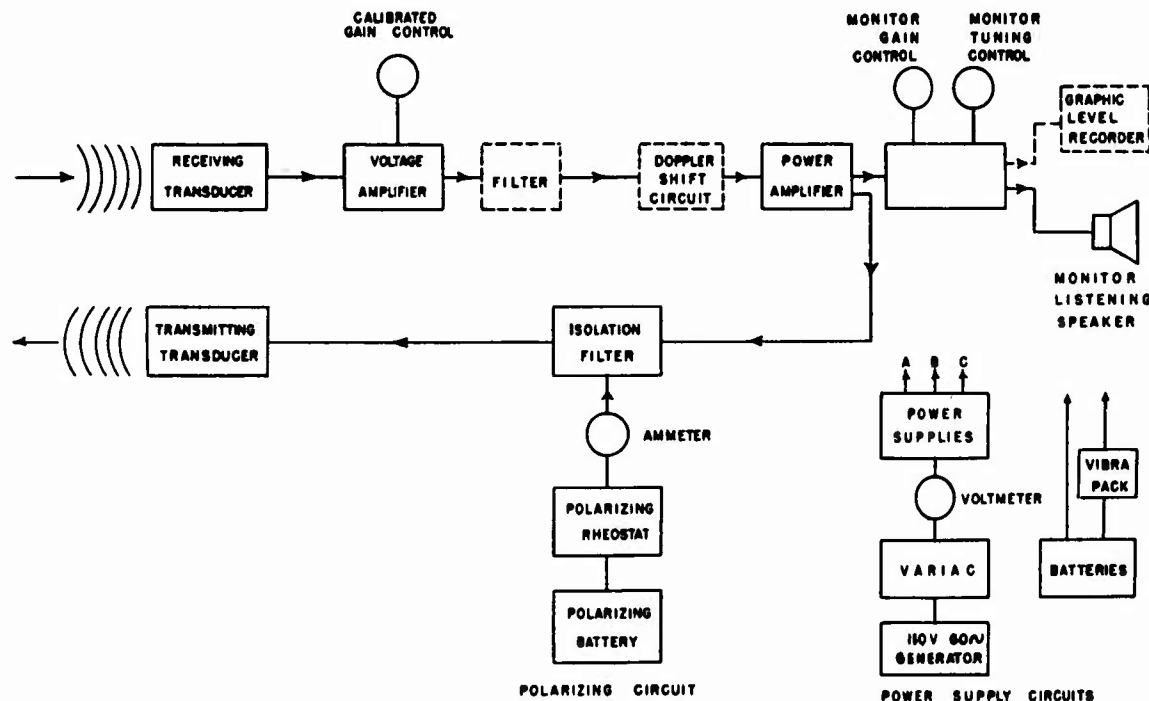 CALIBRATED
GAIN CONTROL
MONITOR
GAIN
CONTROL
MONITOR
TUNING
CONTROL
GRAPHIC
LEVEL
RECORDER
RECEIVING
TRANSDUCER
VOLTAGE
AMPLIFIER
FILTER
DOPPLER
SHIFT
CIRCUIT
POWER
AMPLIFIER
MONITOR
LISTENING
SPEAKER
TRANSMITTING
TRANSDUCER
ISOLATION
FILTER
AMMETER
POLARIZING
RHEOSTAT
POLARIZING
BATTERY
POLARIZING CIRCUIT
A B C
POWER
SUPPLIES
VOLTMETER
VARIAC
GENERATOR
VIBRA
PACK
BATTERIES
POWER SUPPLY CIRCUITS